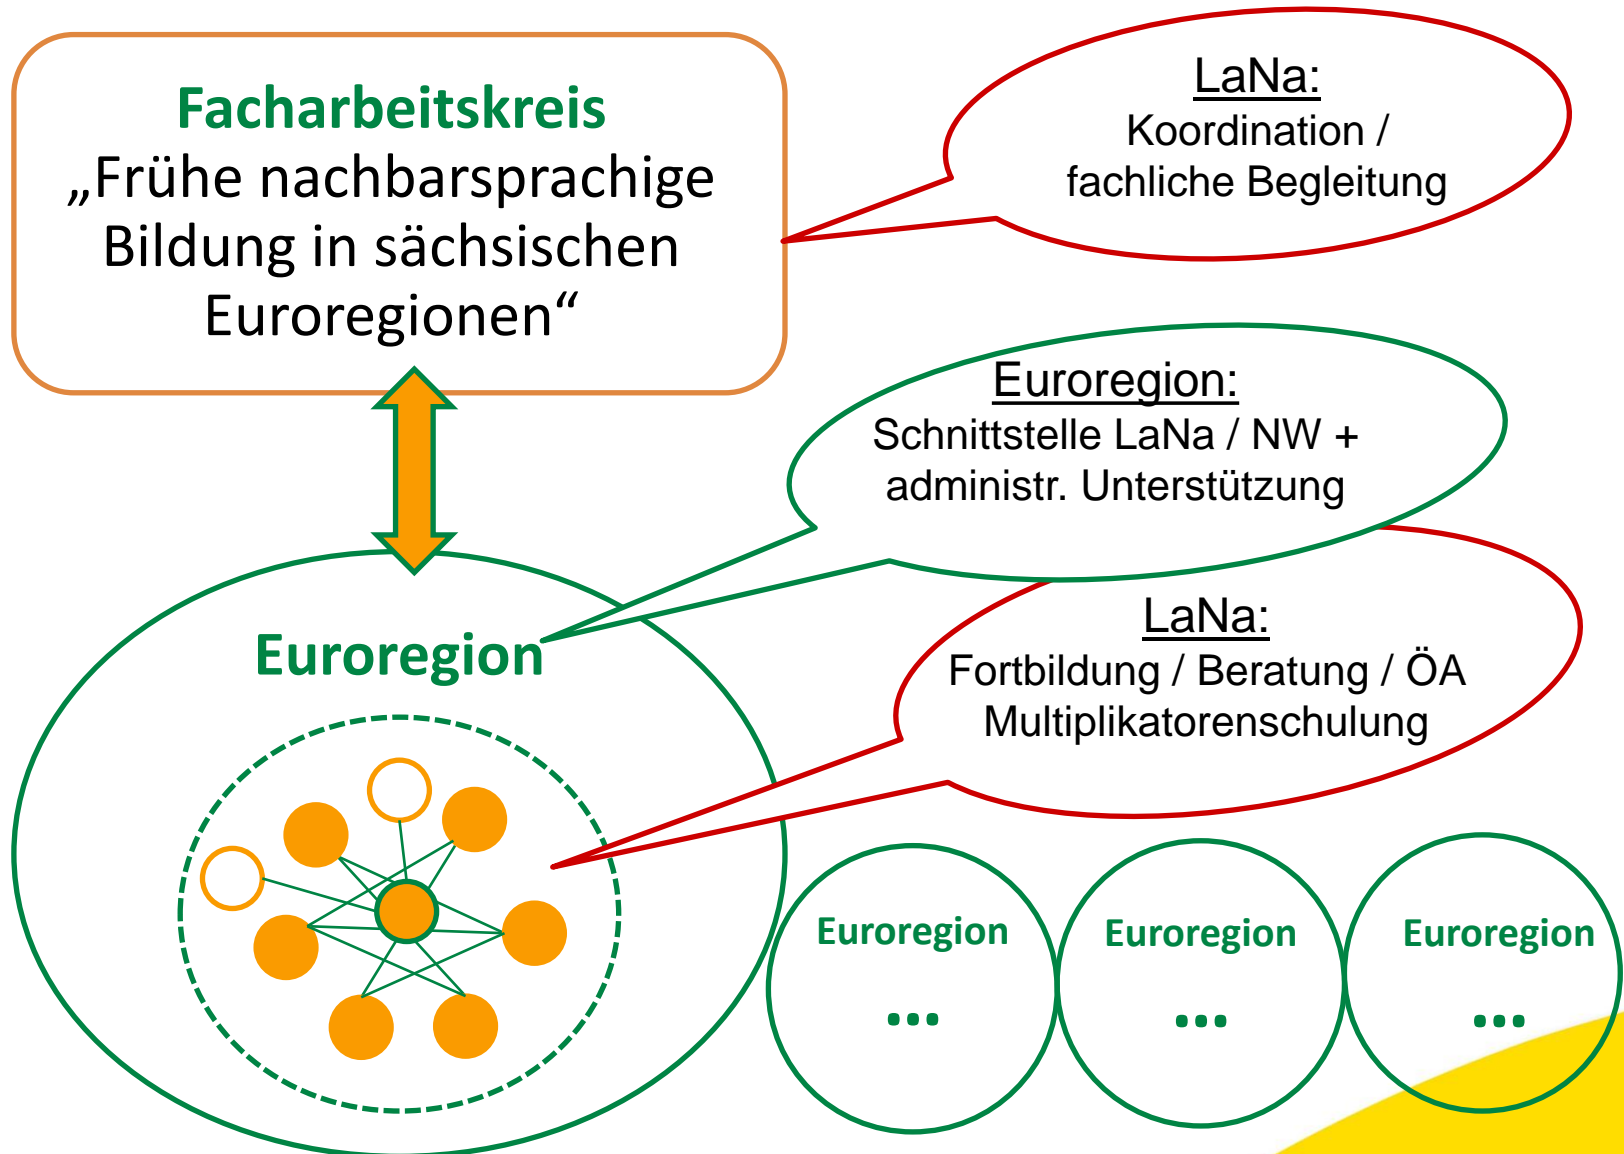 Facharbeitskreis
„Frühe nachbarsprachige
Bildung in sächsischen
Euroregionen“
LaNa:
Koordination /
fachliche Begleitung
Euroregion:
Schnittstelle LaNa / NW +
administr. Unterstützung
LaNa:
Fortbildung / Beratung / ÖA
Multiplikatorenschulung
Euroregion
Euroregion
...
Euroregion
...
Euroregion
...